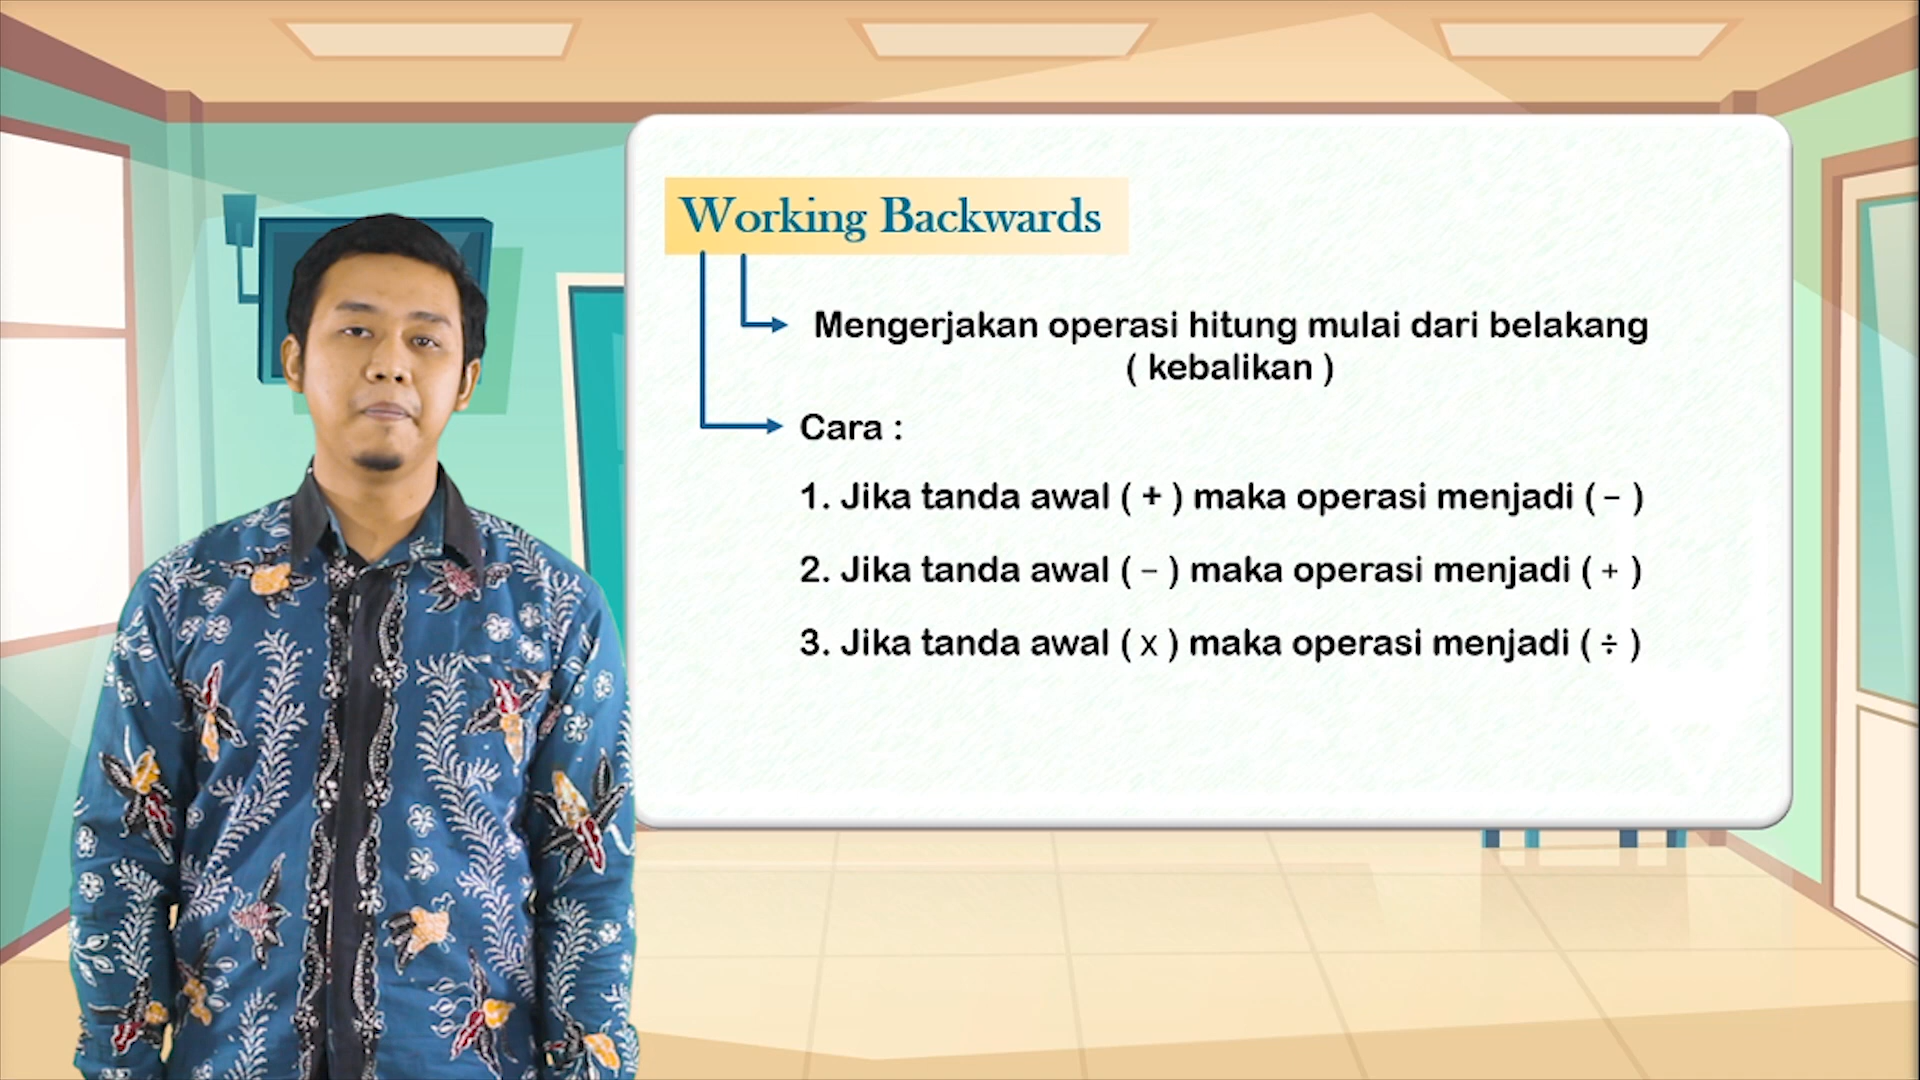 Working Backwards
Mengerjakan operasi hitung mulai dari belakang
( kebalikan )
Cara :
1. Jika tanda awal ( + ) maka operasi menjadi ( – )
2. Jika tanda awal ( – ) maka operasi menjadi ( + )
3. Jika tanda awal ( x ) maka operasi menjadi ( ÷ )